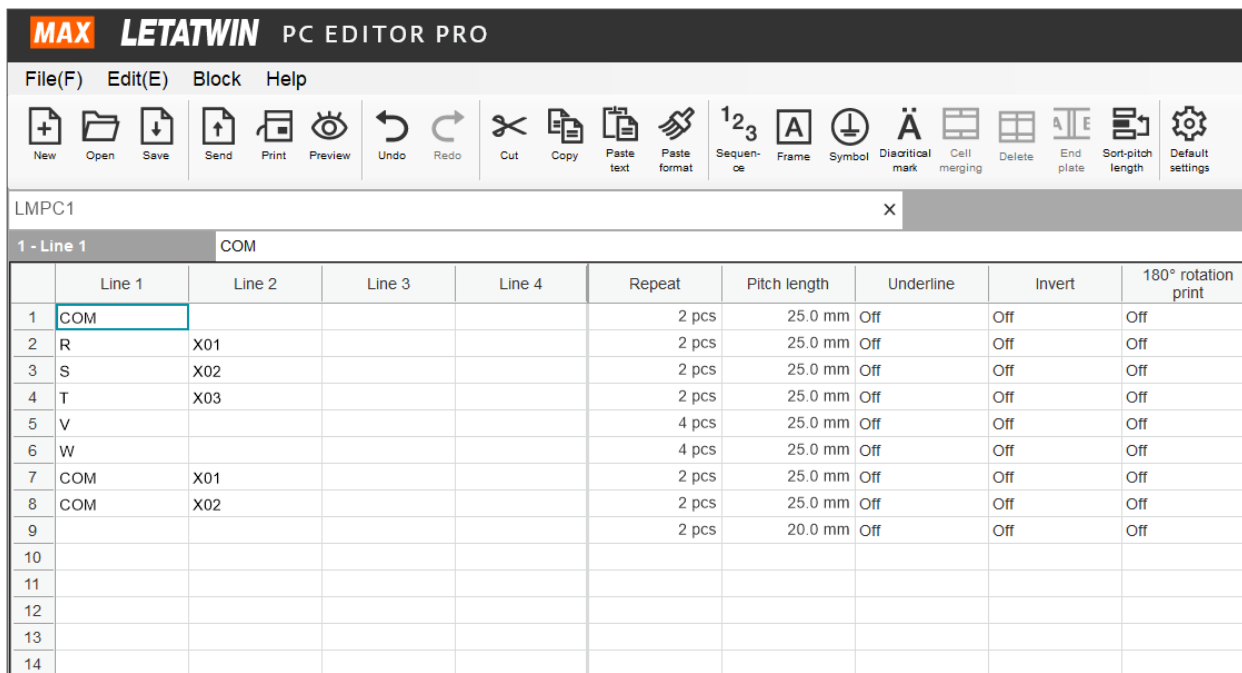 MAX LETATWIN PC EDITOR PRO
File(F) Edit(E) Block Help
New Open Save Send Print Preview Undo Redo Cut Copy Paste text Paste format 123 Sequen-ce A Frame Symbol Ä Diacritical mark Cell merging Delete A E End plate Sort-pitch length Default settings
LMPC1 ×
1 - Line 1 COM
Line 1 Line 2 Line 3 Line 4 Repeat Pitch length Underline Invert 180° rotation print
1 COM 2 pcs 25.0 mm Off Off Off
2 R X01 2 pcs 25.0 mm Off Off Off
3 S X02 2 pcs 25.0 mm Off Off Off
4 T X03 2 pcs 25.0 mm Off Off Off
5 V 4 pcs 25.0 mm Off Off Off
6 W 4 pcs 25.0 mm Off Off Off
7 COM X01 2 pcs 25.0 mm Off Off Off
8 COM X02 2 pcs 25.0 mm Off Off Off
9 2 pcs 20.0 mm Off Off Off
10
11
12
13
14